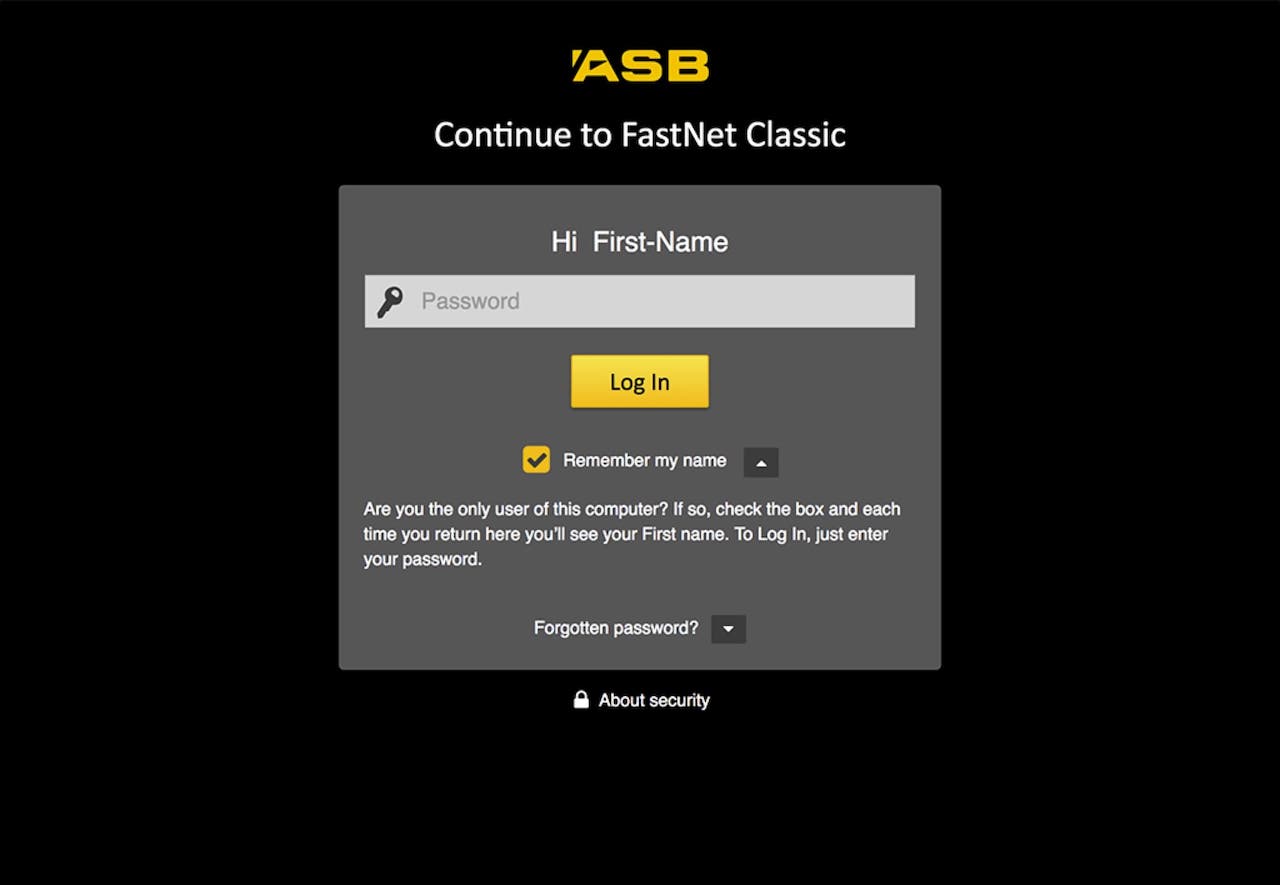 ASB
Continue to FastNet Classic
Hi First-Name
Password
Log In
Remember my name
Are you the only user of this computer? If so, check the box and each
time you return here you'll see your First name. To Log In, just enter
your password.
Forgotten password?
About security